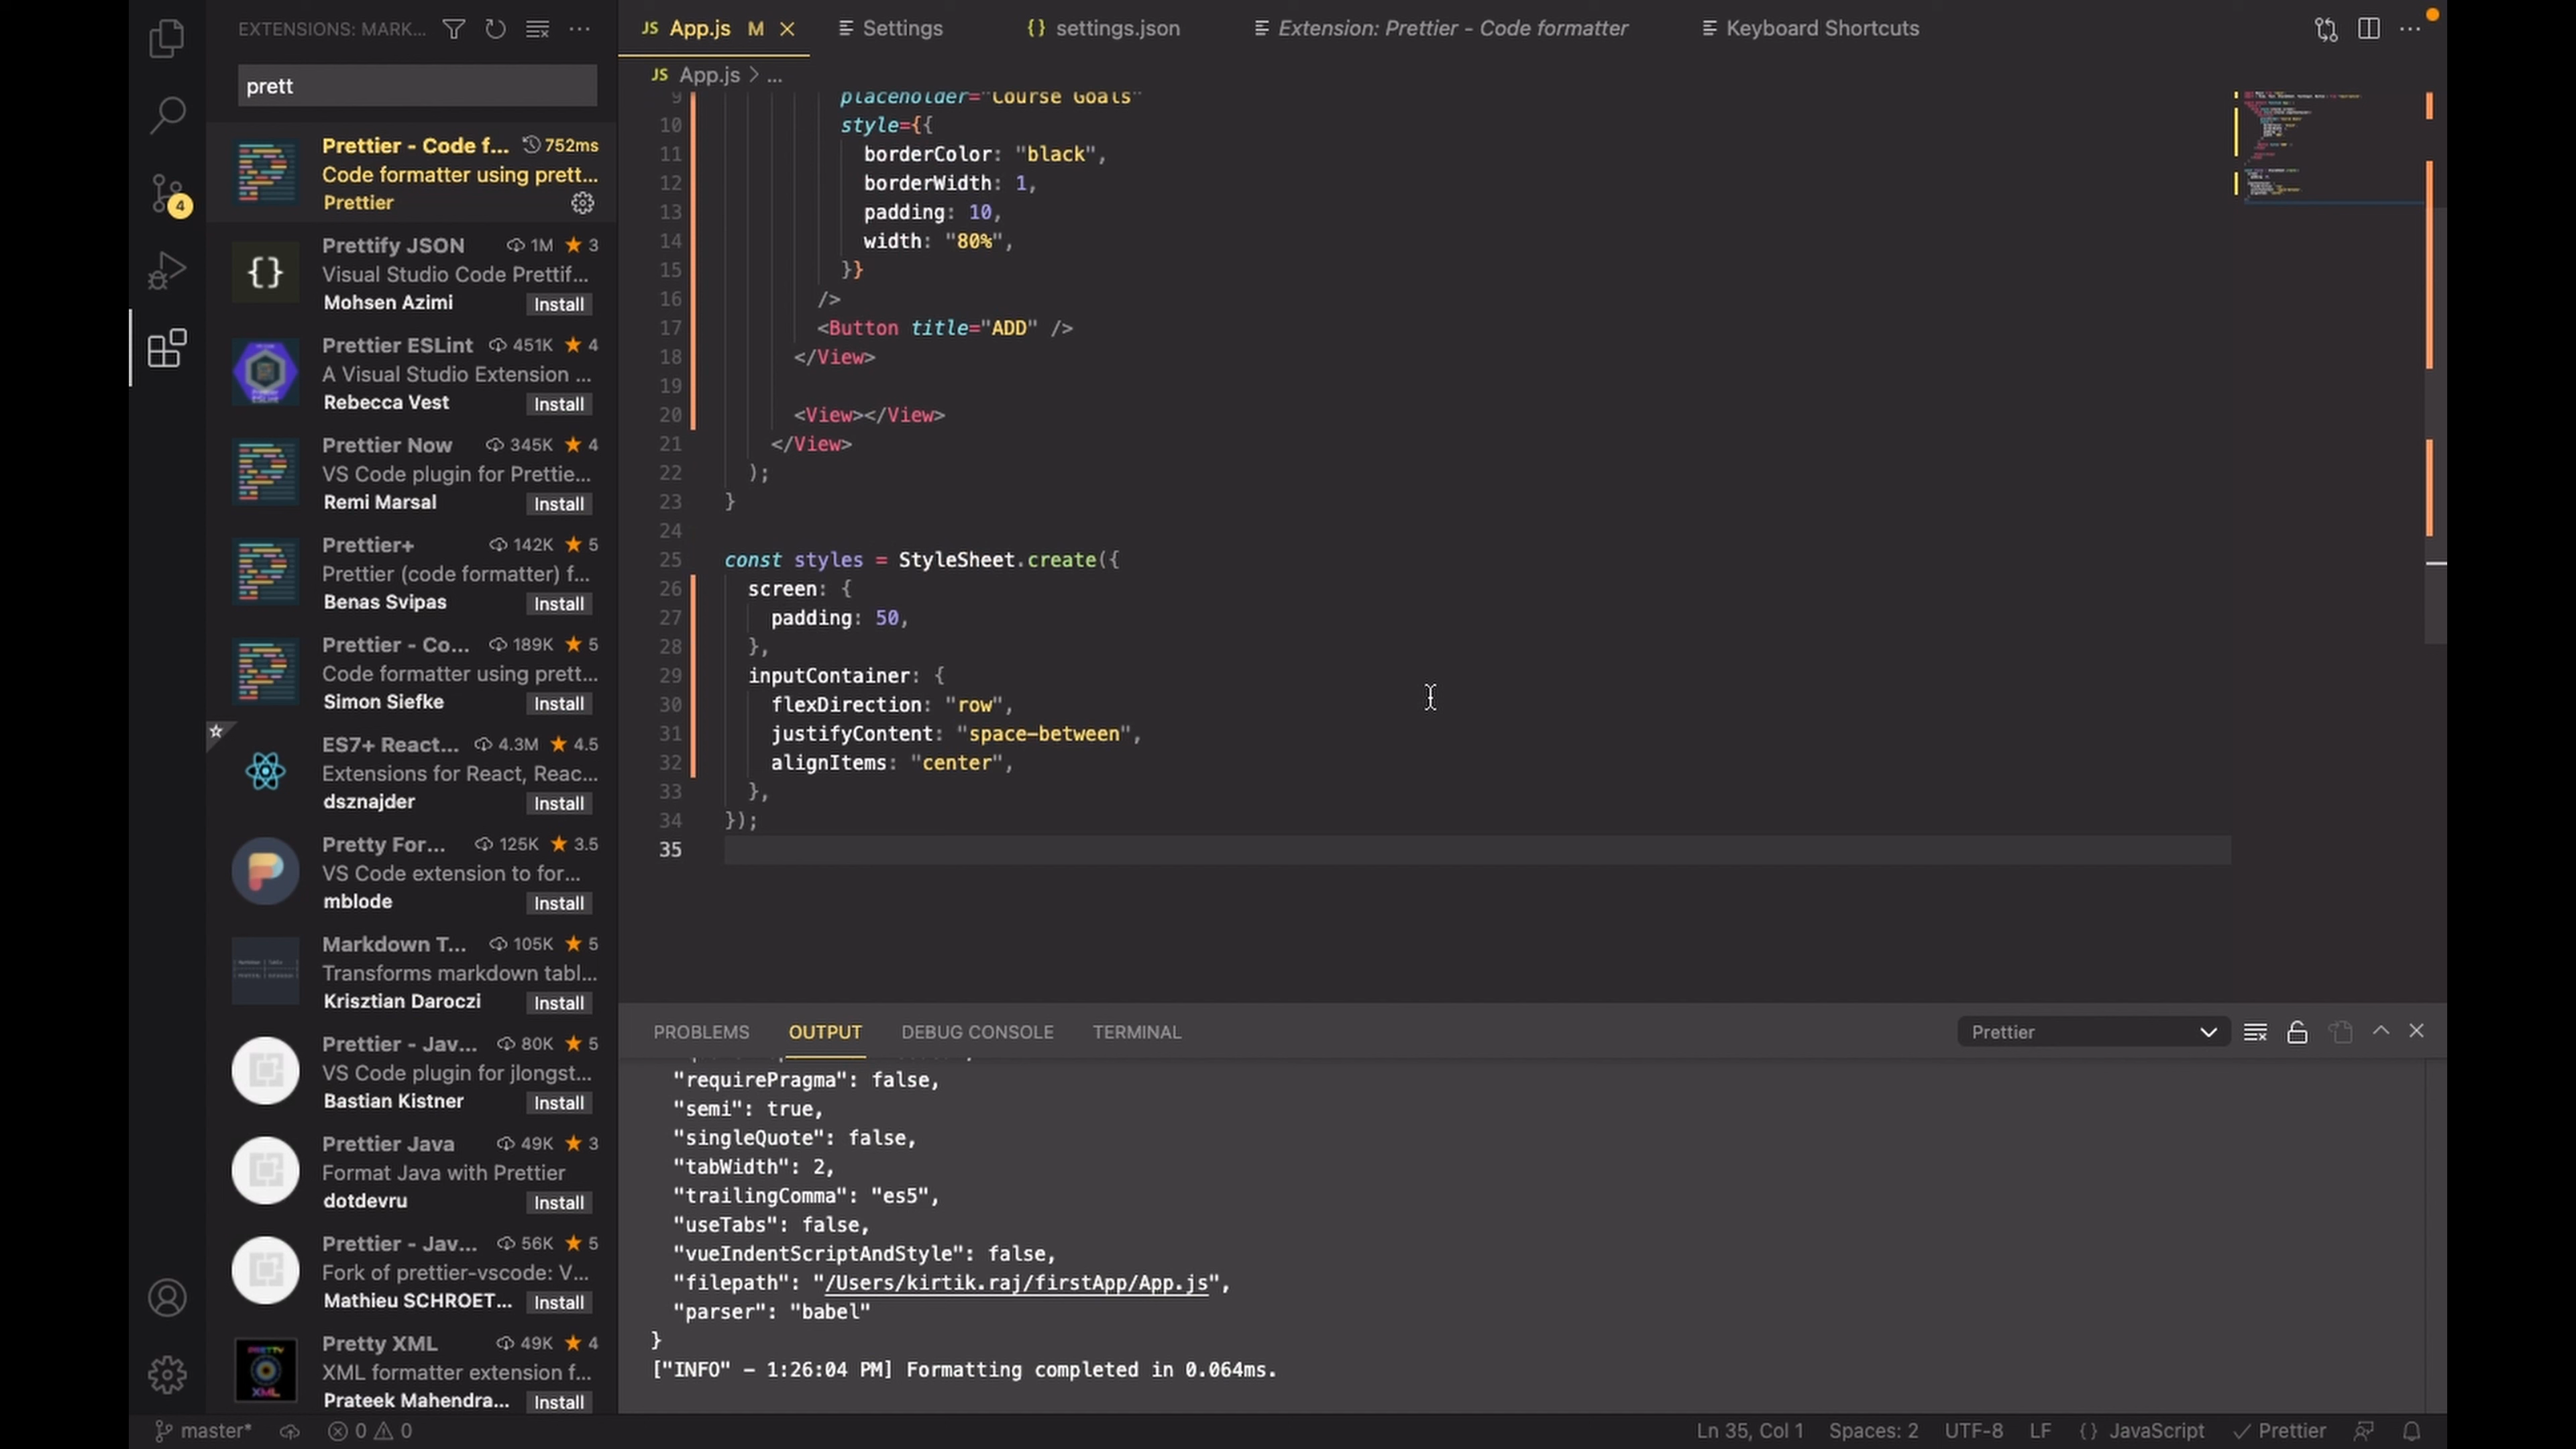 EXTENSIONS: MARK...
prett
Prettier - Code f... 752ms
Code formatter using prett...
Prettier
Prettify JSON 1M ★ 3
Visual Studio Code Prettif...
Mohsen Azimi Install
Prettier ESLint 451K ★ 4
A Visual Studio Extension ...
Rebecca Vest Install
Prettier Now 345K ★ 4
VS Code plugin for Prettie...
Remi Marsal Install
Prettier+ 142K ★ 5
Prettier (code formatter) f...
Benas Svipas Install
Prettier - Co... 189K ★ 5
Code formatter using prett...
Simon Siefke Install
ES7+ React... 4.3M ★ 4.5
Extensions for React, Reac...
dsznajder Install
Pretty For... 125K ★ 3.5
VS Code extension to for...
mblode Install
Markdown T... 105K ★ 5
Transforms markdown tabl...
Krisztian Daroczi Install
Prettier - Jav... 80K ★ 5
VS Code plugin for jlongst...
Bastian Kistner Install
Prettier Java 49K ★ 3
Format Java with Prettier
dotdevru Install
Prettier - Jav... 56K ★ 5
Fork of prettier-vscode: V...
Mathieu SCHROET... Install
Pretty XML 49K ★ 4
XML formatter extension f...
Prateek Mahendra... Install
4
JS App.js M Settings {} settings.json Extension: Prettier - Code formatter Keyboard Shortcuts
JS App.js > ...
9 placeholder="Course Goals"
10 style={{
11 borderColor: "black",
12 borderWidth: 1,
13 padding: 10,
14 width: "80%",
15 }}
16 />
17 <Button title="ADD" />
18 </View>
19
20 <View></View>
21 </View>
22 );
23 }
24
25 const styles = StyleSheet.create({
26 screen: {
27 padding: 50,
28 },
29 inputContainer: {
30 flexDirection: "row",
31 justifyContent: "space-between",
32 alignItems: "center",
33 },
34 });
35
PROBLEMS OUTPUT DEBUG CONSOLE TERMINAL Prettier
"requirePragma": false,
"semi": true,
"singleQuote": false,
"tabWidth": 2,
"trailingComma": "es5",
"useTabs": false,
"vueIndentScriptAndStyle": false,
"filepath": "/Users/kirtik.raj/firstApp/App.js",
"parser": "babel"
}
["INFO" - 1:26:04 PM] Formatting completed in 0.064ms.
master* 0 0 Ln 35, Col 1 Spaces: 2 UTF-8 LF {} JavaScript ✓ Prettier